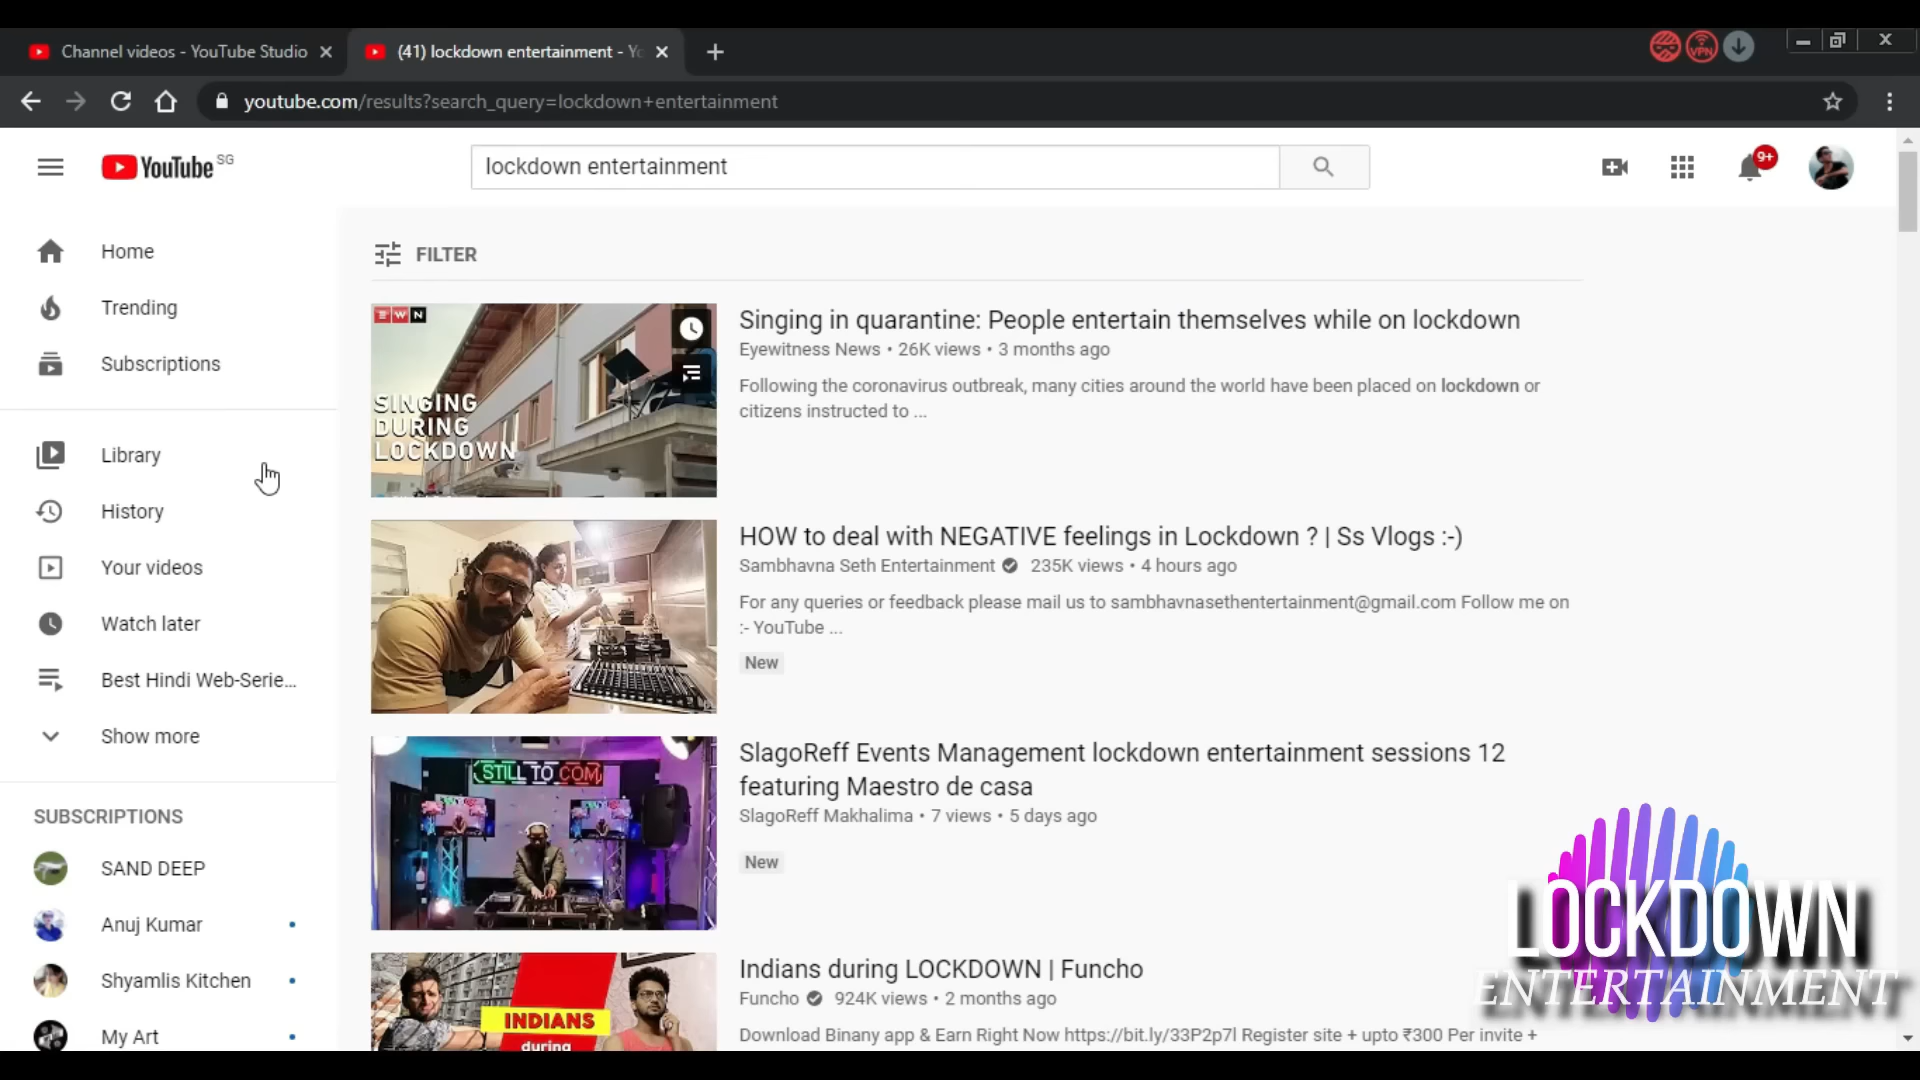 Channel videos - YouTube Studio
(41) lockdown entertainment - Yo
youtube.com/results?search_query=lockdown+entertainment
YouTube SG
lockdown entertainment
9+
Home
Trending
Subscriptions
Library
History
Your videos
Watch later
Best Hindi Web-Serie...
Show more
SUBSCRIPTIONS
SAND DEEP
Anuj Kumar
Shyamlis Kitchen
My Art
FILTER
EWN
SINGING
DURING
LOCKDOWN
Singing in quarantine: People entertain themselves while on lockdown
Eyewitness News • 26K views • 3 months ago
Following the coronavirus outbreak, many cities around the world have been placed on lockdown or
citizens instructed to ...
HOW to deal with NEGATIVE feelings in Lockdown ? | Ss Vlogs :-)
Sambhavna Seth Entertainment 235K views • 4 hours ago
For any queries or feedback please mail us to sambhavnasethentertainment@gmail.com Follow me on
:- YouTube ...
New
STILL TO COM
SlagoReff Events Management lockdown entertainment sessions 12
featuring Maestro de casa
SlagoReff Makhalima • 7 views • 5 days ago
New
INDIANS
during
Indians during LOCKDOWN | Funcho
Funcho 924K views • 2 months ago
Download Binany app & Earn Right Now https://bit.ly/33P2p7l Register site + upto ₹300 Per invite +
LOCKDOWN
ENTERTAINMENT
VPN